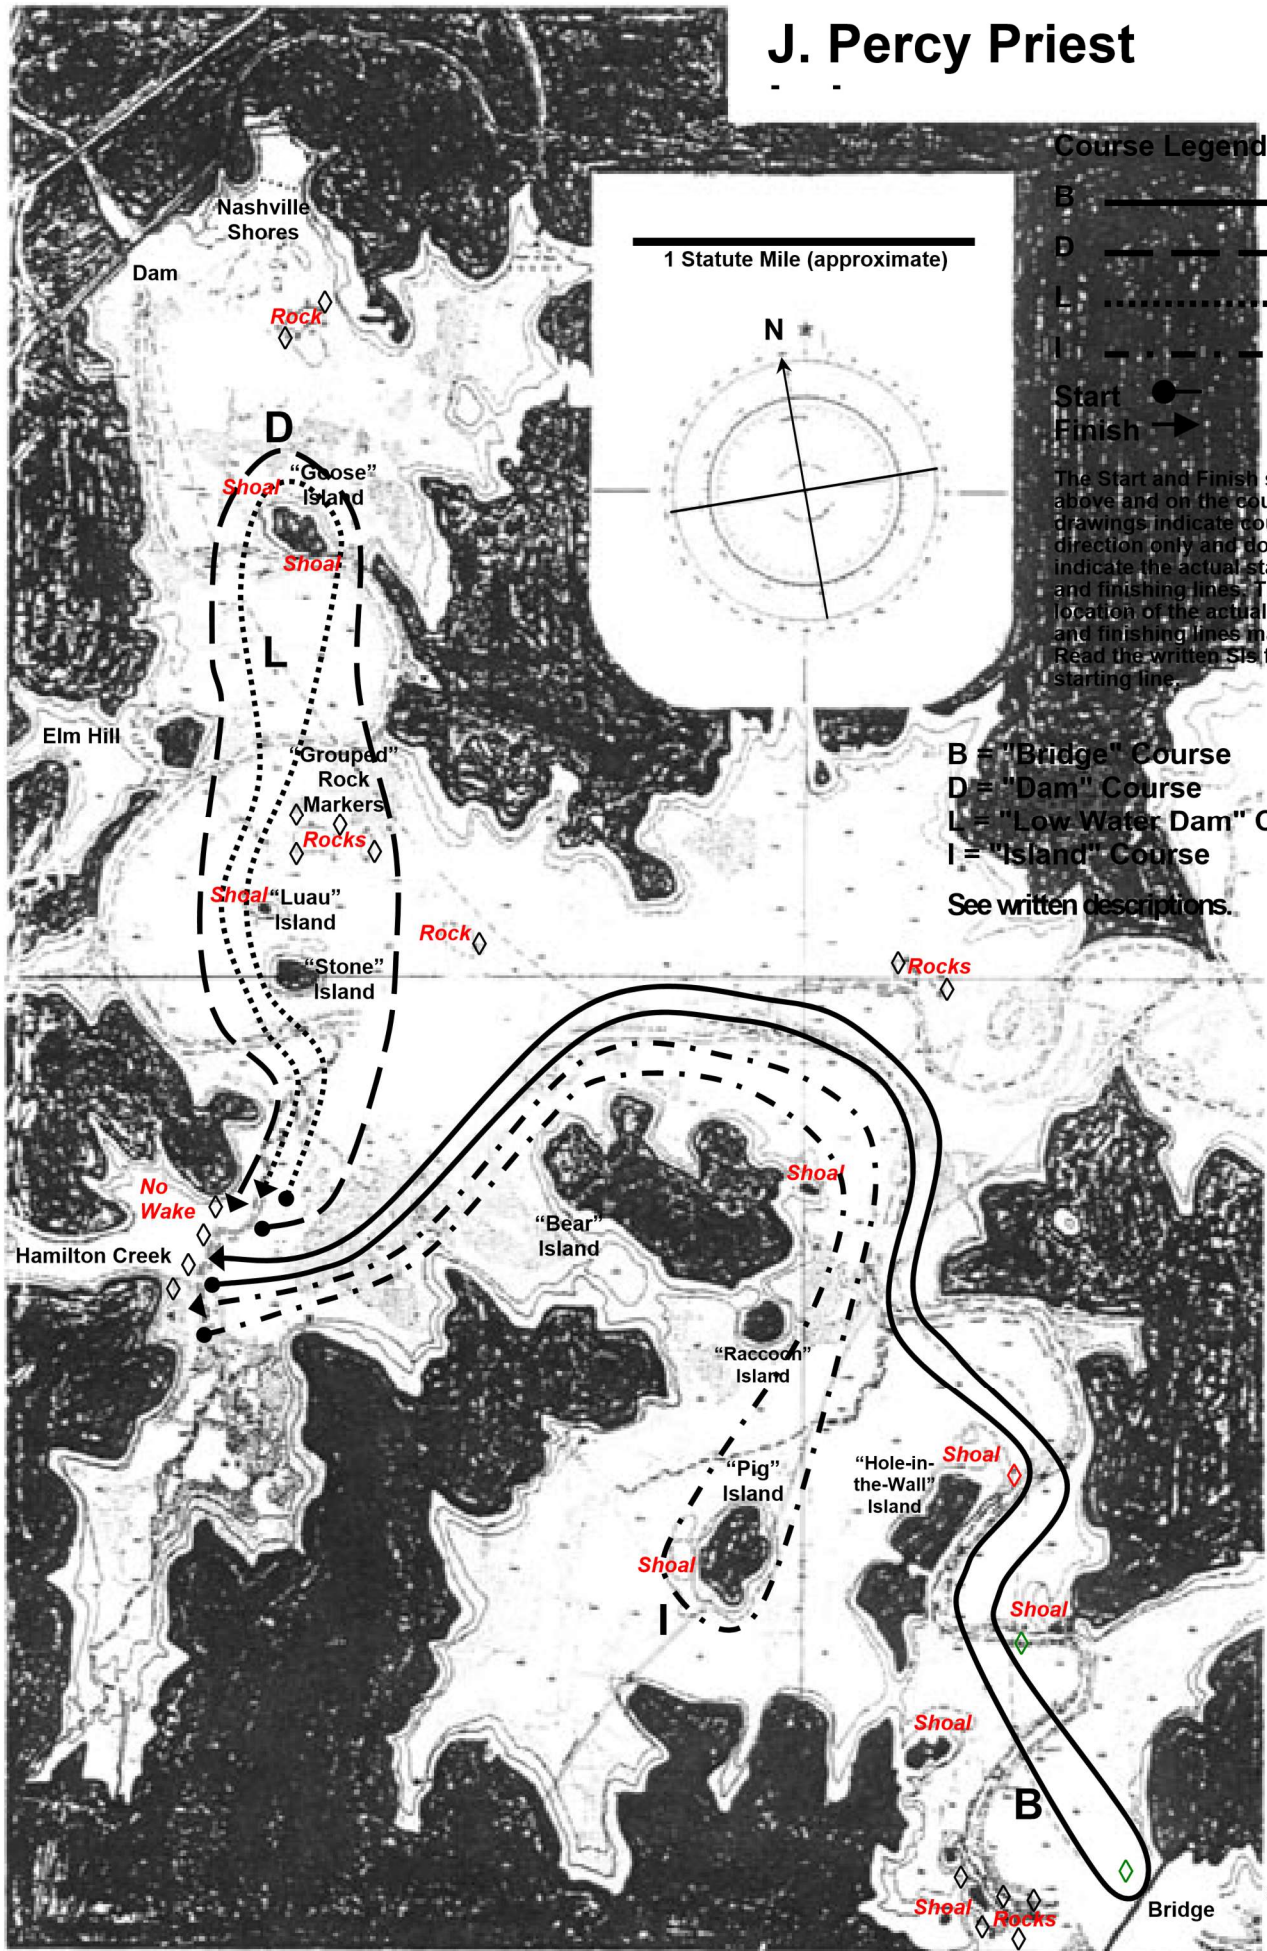 J. Percy Priest
Course Legend
B
D
L
I
Start
Finish
The Start and Finish s
above and on the cou
drawings indicate cou
direction only and do
indicate the actual sta
and finishing lines. T
location of the actual
and finishing lines ma
Read the written SIs f
starting line.
1 Statute Mile (approximate)
N
B = "Bridge" Course
D = "Dam" Course
L = "Low Water Dam" C
I = "Island" Course
See written descriptions.
Nashville
Shores
Dam
Rock
D
"Goose"
Island
Shoal
Shoal
L
Elm Hill
"Grouped"
Rock
Markers
Rocks
Shoal
"Luau"
Island
Rock
"Stone"
Island
Rocks
No
Wake
Hamilton Creek
"Bear"
Island
Shoal
"Raccoon"
Island
"Pig"
Island
Shoal
I
"Hole-in-
the-Wall"
Island
Shoal
Shoal
Shoal
B
Shoal
Rocks
Bridge